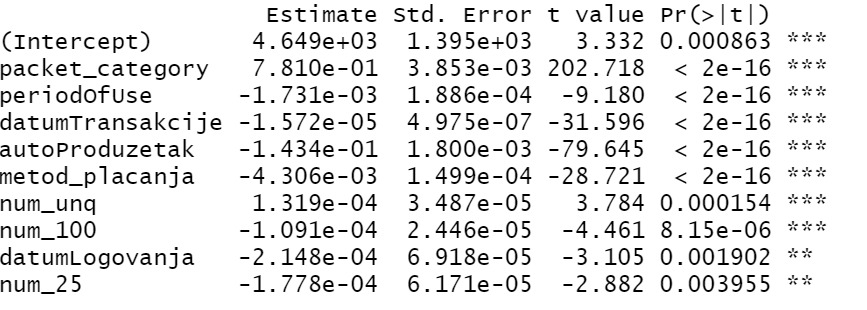 Estimate Std. Error t value Pr(>|t|)
(Intercept) 4.649e+03 1.395e+03 3.332 0.000863 ***
packet_category 7.810e-01 3.853e-03 202.718 < 2e-16 ***
periodOfUse -1.731e-03 1.886e-04 -9.180 < 2e-16 ***
datumTransakcije -1.572e-05 4.975e-07 -31.596 < 2e-16 ***
autoProduzetak -1.434e-01 1.800e-03 -79.645 < 2e-16 ***
metod_placanja -4.306e-03 1.499e-04 -28.721 < 2e-16 ***
num_unq 1.319e-04 3.487e-05 3.784 0.000154 ***
num_100 -1.091e-04 2.446e-05 -4.461 8.15e-06 ***
datumLogovanja -2.148e-04 6.918e-05 -3.105 0.001902 **
num_25 -1.778e-04 6.171e-05 -2.882 0.003955 **